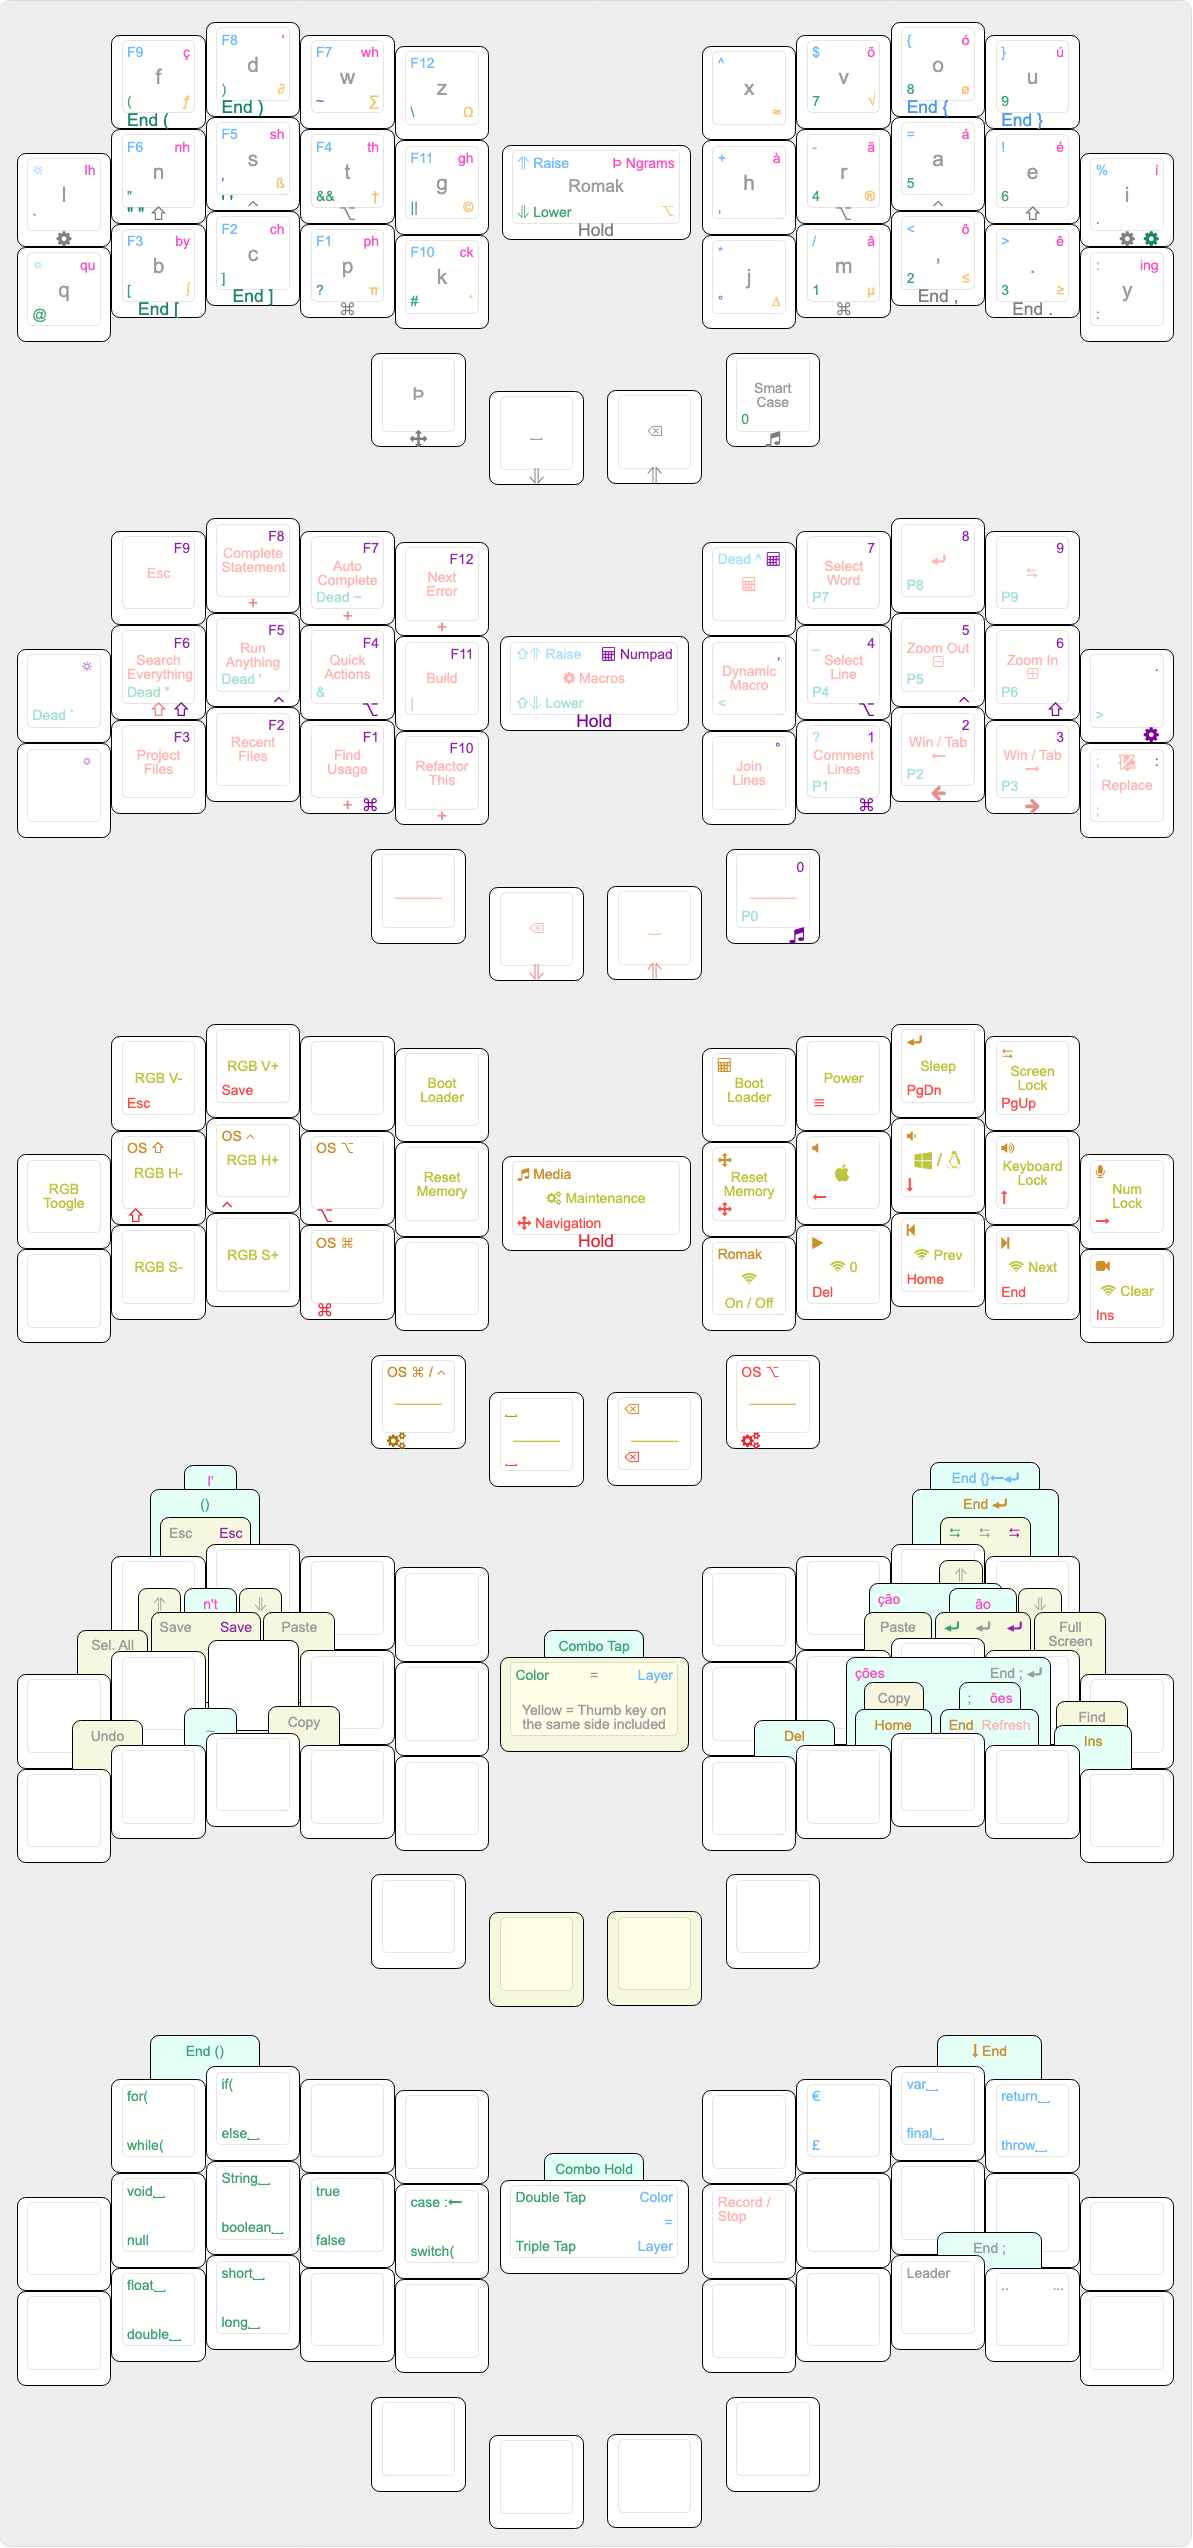 F9 ç
f
( ƒ
End (
F8 '
d
) ∂
End )
F7 wh
w
~ ∑
F12
z
\ Ω
^
x
≈
$ õ
v
7 √
{ ó
o
8 ø
End {
} ú
u
9
End }
lh
l
`
F6 nh
n
"
" " ⇧
F5 sh
s
' ß
' ' ^
F4 th
t
&& †
⌥
F11 gh
g
|| ©
⇑ Raise Þ Ngrams
Romak
⇓ Lower ⌥
Hold
+ à
h
,
- ã
r
4 ®
⌥
= á
a
5
^
! é
e
6
⇧
% í
i
.
qu
q
@
F3 by
b
[ ∫
End [
F2 ch
c
]
End ]
F1 ph
p
? π
⌘
F10 ck
k
#
*
j
° ∆
/ â
m
1 µ
⌘
< ô
,
2 ≤
End ,
> ê
.
3 ≥
End .
: ing
y
:
Þ
⎵
⇓
⌫
⇑
Smart
Case
0
F9
Esc
F8
Complete
Statement
+
F7
Auto
Complete
Dead ~
+
F12
Next
Error
+
Dead ^
7
Select
Word
P7
8
P8
9
P9
Dead `
F6
Search
Everything
Dead "
⇧ ⇧
F5
Run
Anything
Dead '
^
F4
Quick
Actions
&
⌥
F11
Build
|
⇧⇑ Raise Numpad
Macros
⇧⇓ Lower
Hold
,
Dynamic
Macro
<
_ 4
Select
Line
P4
⌥
5
Zoom Out
P5
^
6
Zoom In
P6
⇧
.
>
F3
Project
Files
F2
Recent
Files
F1
Find
Usage
+ ⌘
F10
Refactor
This
+
°
Join
Lines
? 1
Comment
Lines
P1
⌘
2
Win / Tab
←
P2
3
Win / Tab
→
P3
; :
Replace
;
⌫
⇓
⎵
⇑
0
P0
RGB V-
Esc
RGB V+
Save
Boot
Loader
Boot
Loader
Power
≡
Sleep
PgDn
Screen
Lock
PgUp
RGB
Toogle
OS ⇧
RGB H-
⇧
OS ^
RGB H+
^
OS ⌥
⌥
Reset
Memory
Media
Maintenance
Navigation
Hold
Reset
Memory
←
/
↓
Keyboard
Lock
↑
Num
Lock
→
RGB S-
RGB S+
OS ⌘
⌘
Romak
On / Off
0
Del
Prev
Home
Next
End
Clear
Ins
OS ⌘ / ^
⎵
⎵
⌫
⌫
OS ⌥
l'
()
Esc Esc
End {}←↵
End ↵
⇑ n't ⇓
Save Save Paste
Sel. All
⇑
ção ão ⇓
Paste ↵ ↵ ↵ Full
Screen
Combo Tap
Color = Layer
Yellow = Thumb key on
the same side included
ções End ; ↵
Copy ; ões
Undo _ Copy
Del Home End Refresh Find
Ins
End ()
for(
while(
if(
else⎵
↓ End
€
£
var⎵
final⎵
return⎵
throw⎵
void⎵
null
String⎵
boolean⎵
true
false
case :←
switch(
Combo Hold
Double Tap Color
=
Triple Tap Layer
Record /
Stop
End ;
float⎵
double⎵
short⎵
long⎵
Leader
.. ...